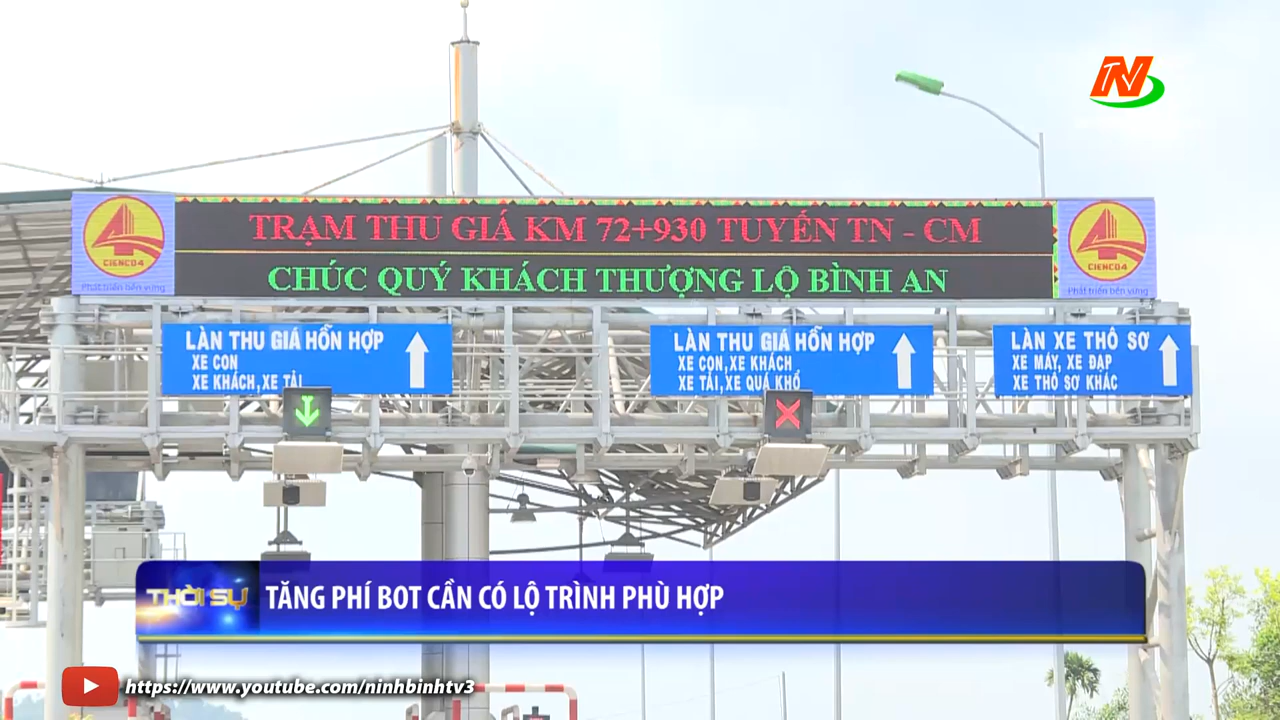 NTV
TRẠM THU GIÁ KM 72+930 TUYẾN TN - CM
CHÚC QUÝ KHÁCH THƯỢNG LỘ BÌNH AN
CIENCO4
Phát triển bền vững
CIENCO4
Phát triển bền vững
LÀN THU GIÁ HỖN HỢP
XE CON
XE KHÁCH, XE TẢI
LÀN THU GIÁ HỖN HỢP
XE CON, XE KHÁCH
XE TẢI, XE QUÁ KHỔ
LÀN XE THÔ SƠ
XE MÁY, XE ĐẠP
XE THÔ SƠ KHÁC
THỜI SỰ
TĂNG PHÍ BOT CẦN CÓ LỘ TRÌNH PHÙ HỢP
https://www.youtube.com/ninhbinhtv3